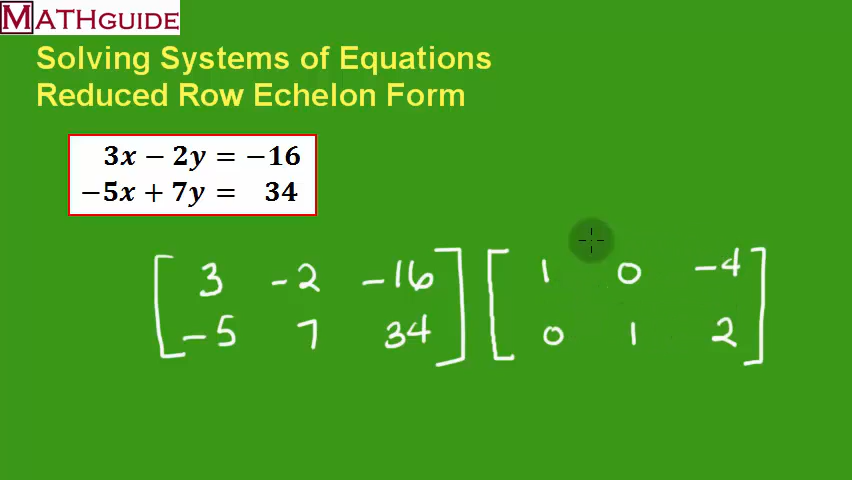 MATHGUIDE
Solving Systems of Equations
Reduced Row Echelon Form
3x − 2y = −16
−5x + 7y = 34
[ 3 -2 -16 ] [ 1 0 -4 ]
[ -5 7 34 ] [ 0 1 2 ]